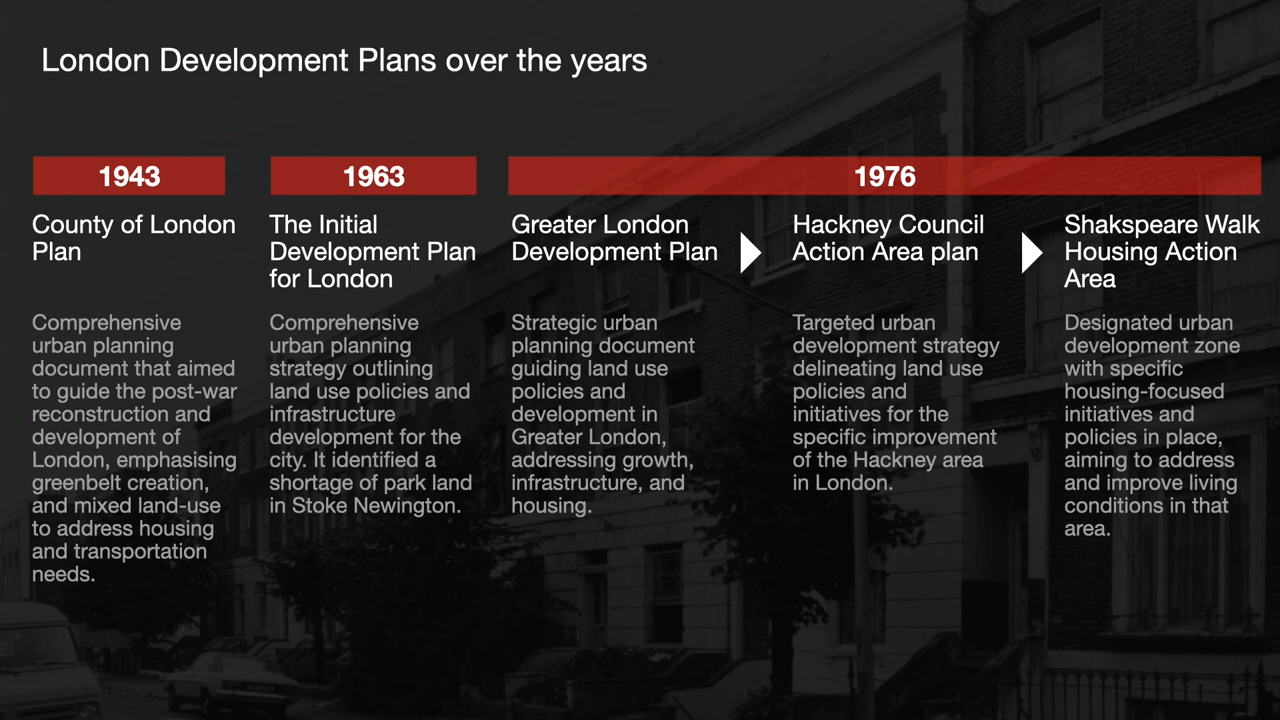 London Development Plans over the years
1943
County of London
Plan
Comprehensive
urban planning
document that aimed
to guide the post-war
reconstruction and
development of
London, emphasising
greenbelt creation,
and mixed land-use
to address housing
and transportation
needs.
1963
The Initial
Development Plan
for London
Comprehensive
urban planning
strategy outlining
land use policies and
infrastructure
development for the
city. It identified a
shortage of park land
in Stoke Newington.
1976
Greater London
Development Plan
Strategic urban
planning document
guiding land use
policies and
development in
Greater London,
addressing growth,
infrastructure, and
housing.
Hackney Council
Action Area plan
Targeted urban
development strategy
delineating land use
policies and
initiatives for the
specific improvement
of the Hackney area
in London.
Shakspeare Walk
Housing Action
Area
Designated urban
development zone
with specific
housing-focused
initiatives and
policies in place,
aiming to address
and improve living
conditions in that
area.